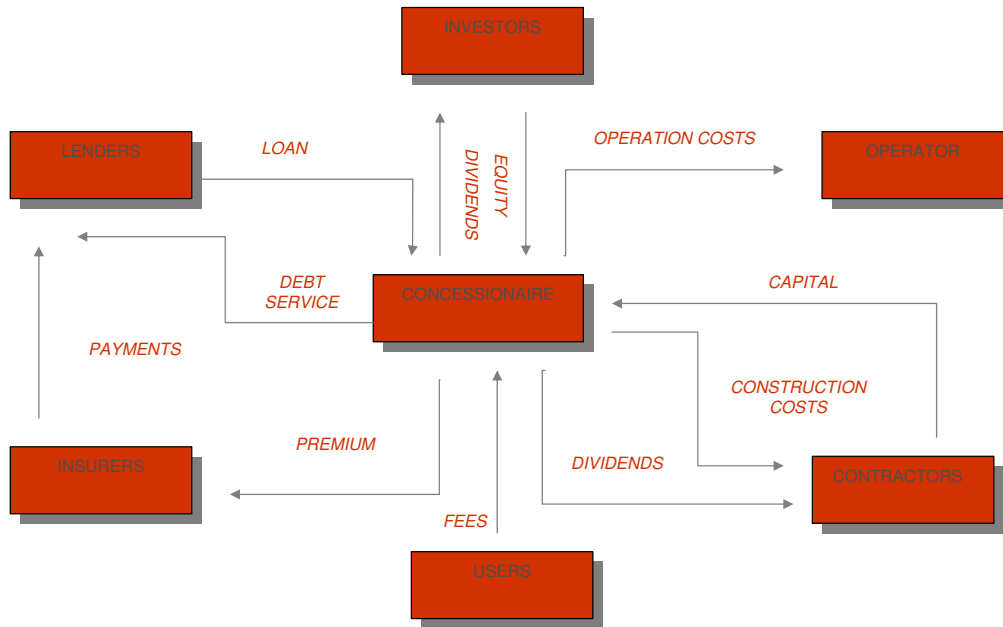 INVESTORS
LENDERS
LOAN
OPERATION COSTS
OPERATOR
DIVIDENDS
EQUITY
DEBT
SERVICE
CONCESSIONAIRE
CAPITAL
PAYMENTS
CONSTRUCTION
COSTS
PREMIUM
DIVIDENDS
INSURERS
CONTRACTORS
FEES
USERS